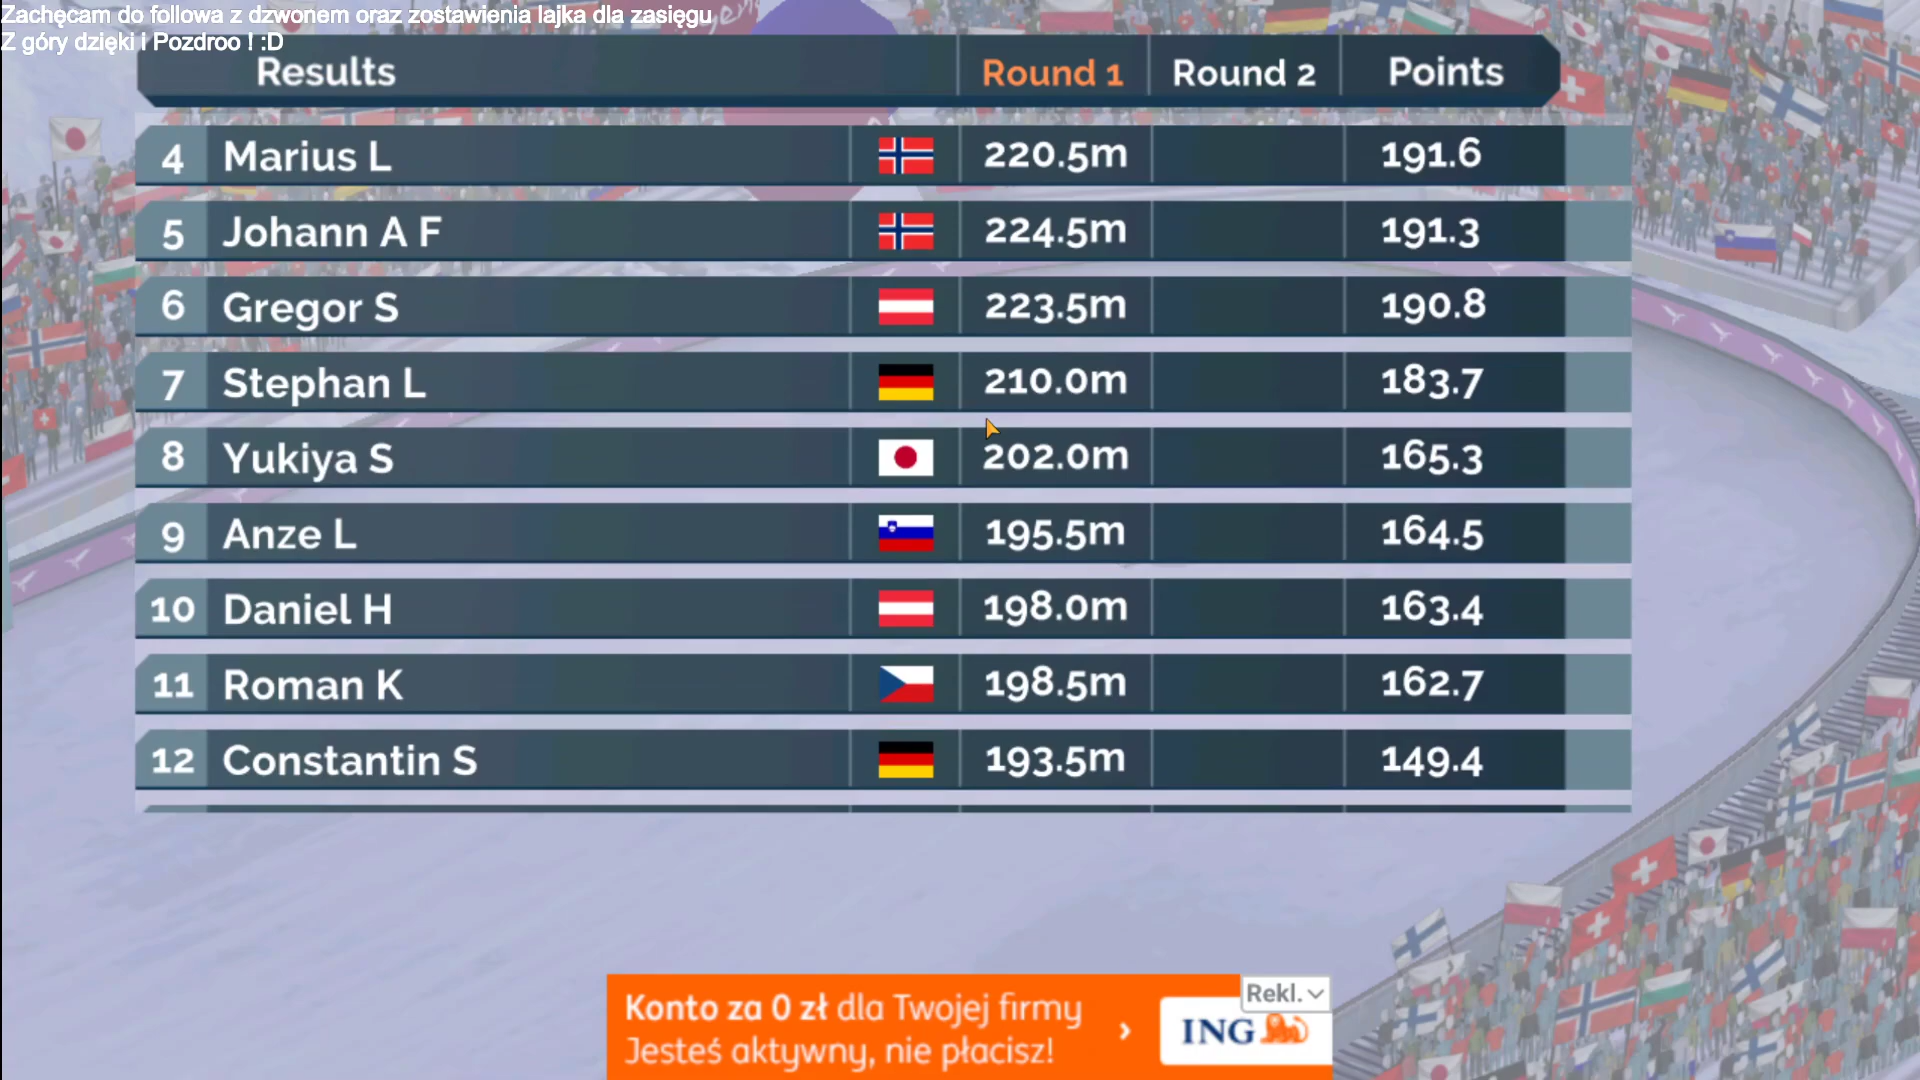 Zachęcam do followa z dzwonem oraz zostawienia lajka dla zasięgu
Z góry dzięki i Pozdroo ! :D
Results Round 1 Round 2 Points
4 Marius L 220.5m 191.6
5 Johann A F 224.5m 191.3
6 Gregor S 223.5m 190.8
7 Stephan L 210.0m 183.7
8 Yukiya S 202.0m 165.3
9 Anze L 195.5m 164.5
10 Daniel H 198.0m 163.4
11 Roman K 198.5m 162.7
12 Constantin S 193.5m 149.4
Konto za 0 zł dla Twojej firmy
Jesteś aktywny, nie płacisz!
Rekl.
ING